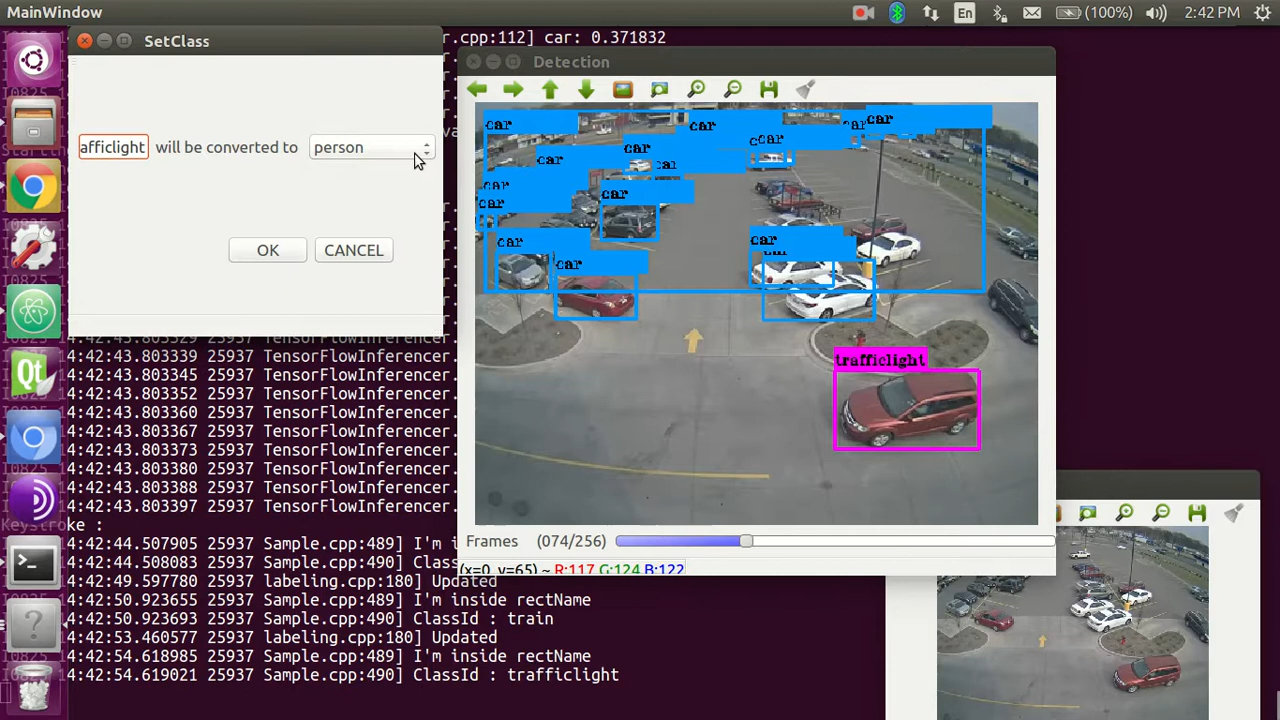 MainWindow
En
(100%)
2:42 PM
SetClass
r.cpp:112] car: 0.371832
Detection
afficlight will be converted to person
OK
CANCEL
car
car
car
car
car
car
car
car
car
car
car
car
car
car
trafficlight
4:42:43.803339 25937 TensorFlowInferencer.
4:42:43.803345 25937 TensorFlowInferencer.
4:42:43.803352 25937 TensorFlowInferencer.
4:42:43.803360 25937 TensorFlowInferencer.
4:42:43.803367 25937 TensorFlowInferencer.
4:42:43.803373 25937 TensorFlowInferencer.
4:42:43.803380 25937 TensorFlowInferencer.
4:42:43.803388 25937 TensorFlowInferencer.
4:42:43.803397 25937 TensorFlowInferencer.
Keystroke :
4:42:44.507905 25937 Sample.cpp:489] I'm i
4:42:44.508083 25937 Sample.cpp:490] Class
4:42:49.597780 25937 labeling.cpp:180] Updated
4:42:50.923655 25937 Sample.cpp:489] I'm inside rectName
4:42:50.923693 25937 Sample.cpp:490] ClassId : train
4:42:53.460577 25937 labeling.cpp:180] Updated
4:42:54.618985 25937 Sample.cpp:489] I'm inside rectName
4:42:54.619021 25937 Sample.cpp:490] ClassId : trafficlight
Frames (074/256)
(x=0, y=65) ~ R:117 G:124 B:122